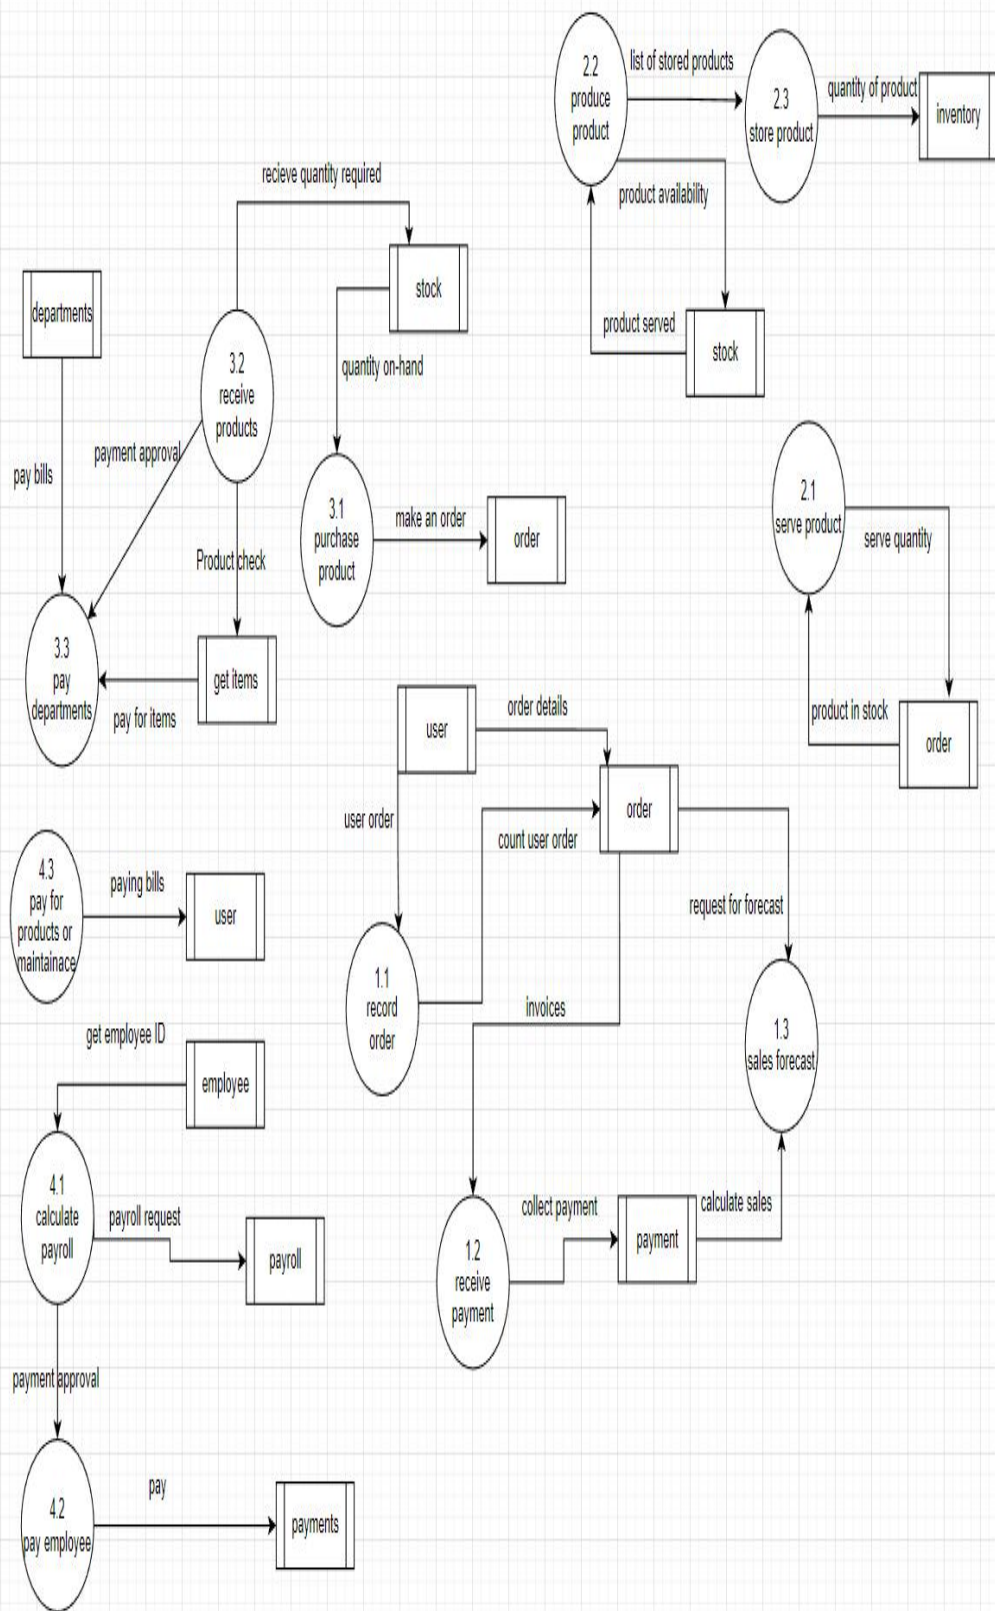 2.2
produce
product
list of stored products
2.3
store product
quantity of product
inventory
product availability
product served
stock
recieve quantity required
stock
quantity on-hand
departments
3.2
receive
products
payment approval
pay bills
Product check
3.1
purchase
product
make an order
order
2.1
serve product
serve quantity
product in stock
order
3.3
pay
departments
get items
pay for items
user
order details
order
user order
count user order
request for forecast
4.3
pay for
products or
maintainace
paying bills
user
1.1
record
order
invoices
1.3
sales forecast
get employee ID
employee
4.1
calculate
payroll
payroll request
payroll
1.2
receive
payment
collect payment
payment
calculate sales
payment approval
4.2
pay employee
pay
payments